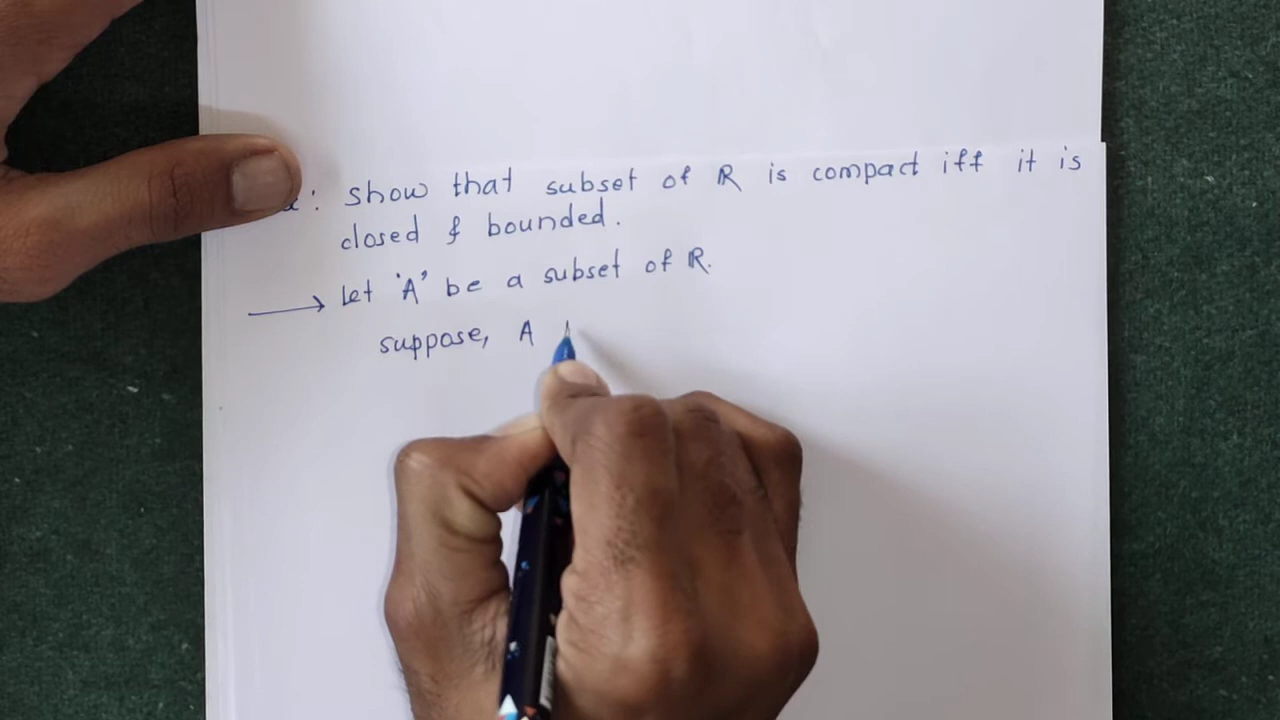 : show that subset of ℝ is compact iff it is
closed & bounded.
Let 'A' be a subset of ℝ.
suppose, A